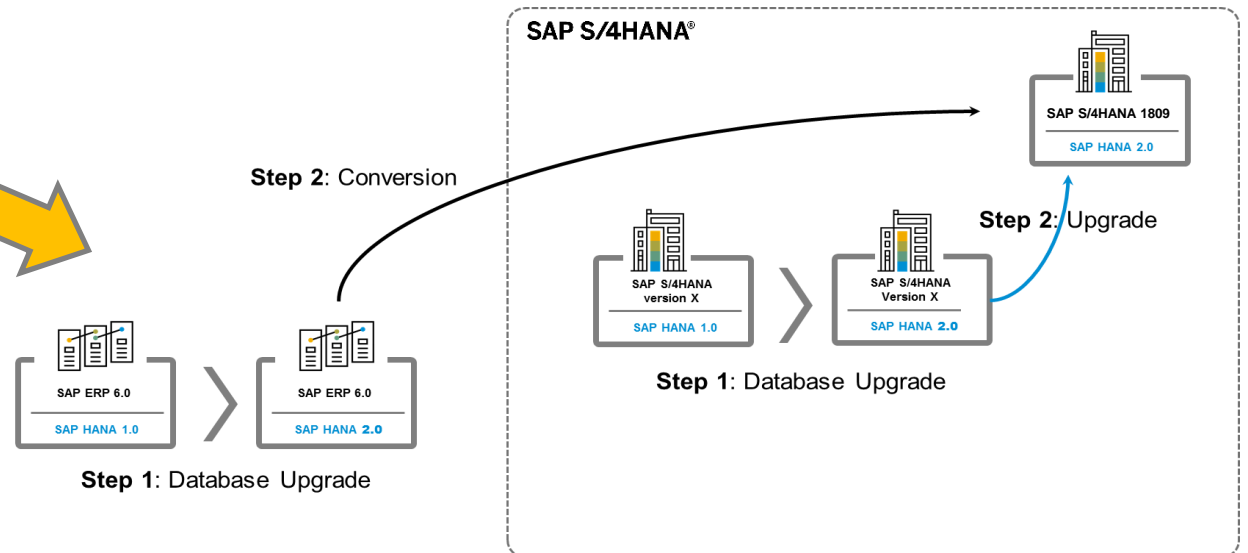 SAP S/4HANA®
SAP S/4HANA 1809
SAP HANA 2.0
Step 2: Conversion
Step 2: Upgrade
SAP S/4HANA
version X
SAP HANA 1.0
SAP S/4HANA
Version X
SAP HANA 2.0
Step 1: Database Upgrade
SAP ERP 6.0
SAP HANA 1.0
SAP ERP 6.0
SAP HANA 2.0
Step 1: Database Upgrade